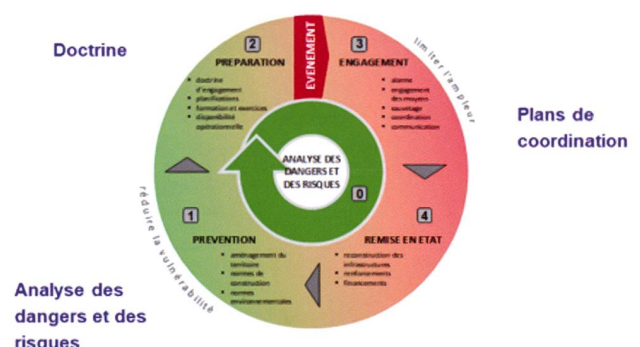 Doctrine
2
PREPARATION
doctrine
d'engagement
planifications
formation et exercices
disponibilité
opérationnelle
EVENEMENT
3
ENGAGEMENT
alarme
engagement
des moyens
sauvetage
coordination
communication
limiter l'ampleur
Plans de
coordination
ANALYSE DES
DANGERS ET
DES RISQUES
0
1
PREVENTION
aménagement du
territoire
normes de
construction
normes
environnementales
réduire la vulnérabilité
4
REMISE EN ETAT
reconstruction des
infrastructures
renforcements
financements
Analyse des
dangers et des
risques